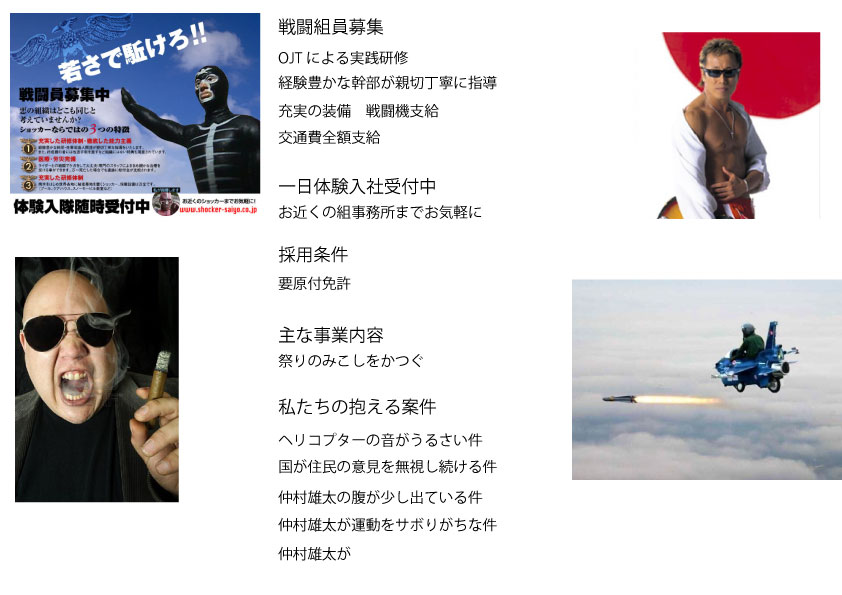 若さで駈けろ!!
戦闘員募集中
悪の組織はどこも同じと
考えていませんか?
ショッカーならではの3つの特徴
1 充実した研修体制・徹底した能力主義
2 医療・労災完備
3 充実した研修体制
体験入隊随時受付中
お近くのショッカーまでお気軽に!
www.shocker-saiyo.co.jp
戦闘組員募集
OJTによる実践研修
経験豊かな幹部が親切丁寧に指導
充実の装備 戦闘機支給
交通費全額支給
一日体験入社受付中
お近くの組事務所までお気軽に
採用条件
要原付免許
主な事業内容
祭りのみこしをかつぐ
私たちの抱える案件
ヘリコプターの音がうるさい件
国が住民の意見を無視し続ける件
仲村雄太の腹が少し出ている件
仲村雄太が運動をサボりがちな件
仲村雄太が